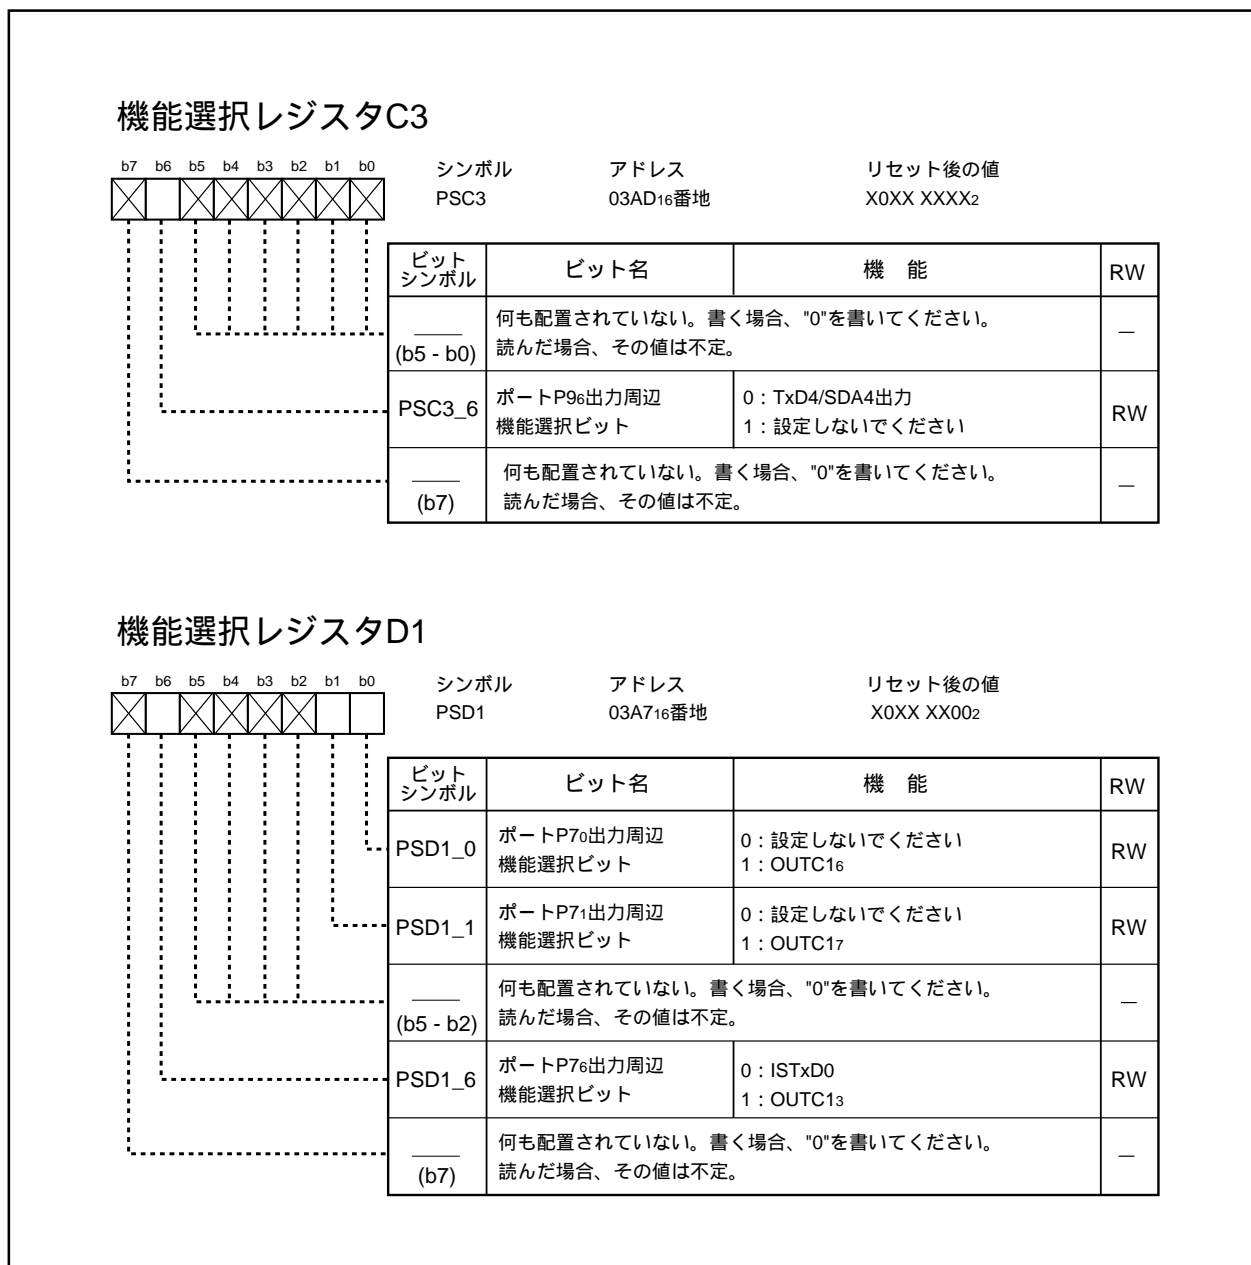 機能選択レジスタC3
b7 b6 b5 b4 b3 b2 b1 b0
シンボル アドレス リセット後の値
PSC3 03AD16番地 X0XX XXXX2
ビット
シンボル ビット名 機 能 RW
(b5 - b0) 何も配置されていない。書く場合、"0"を書いてください。
読んだ場合、その値は不定。 —
PSC3_6 ポートP96出力周辺
機能選択ビット 0：TxD4/SDA4出力
1：設定しないでください RW
(b7) 何も配置されていない。書く場合、"0"を書いてください。
読んだ場合、その値は不定。 —
機能選択レジスタD1
b7 b6 b5 b4 b3 b2 b1 b0
シンボル アドレス リセット後の値
PSD1 03A716番地 X0XX XX002
ビット
シンボル ビット名 機 能 RW
PSD1_0 ポートP70出力周辺
機能選択ビット 0：設定しないでください
1：OUTC16 RW
PSD1_1 ポートP71出力周辺
機能選択ビット 0：設定しないでください
1：OUTC17 RW
(b5 - b2) 何も配置されていない。書く場合、"0"を書いてください。
読んだ場合、その値は不定。 —
PSD1_6 ポートP76出力周辺
機能選択ビット 0：ISTxD0
1：OUTC13 RW
(b7) 何も配置されていない。書く場合、"0"を書いてください。
読んだ場合、その値は不定。 —